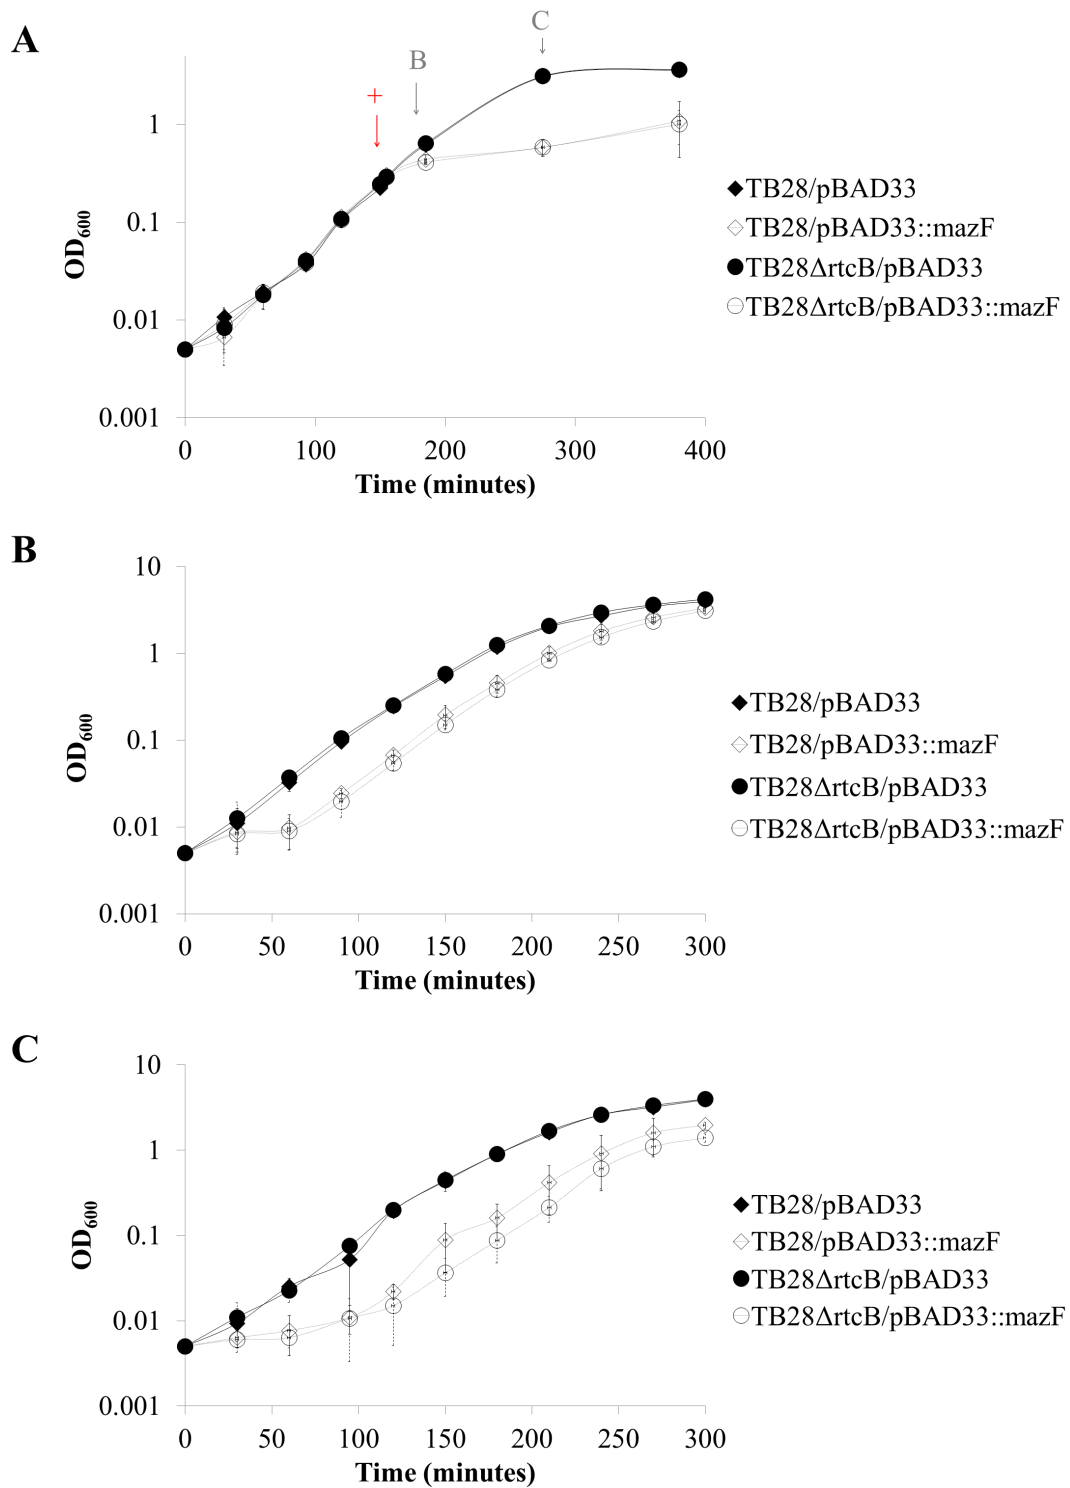 A
C
B
+
1
0.1
0.01
0.001
OD600
0 100 200 300 400
Time (minutes)
TB28/pBAD33
TB28/pBAD33::mazF
TB28ΔrtcB/pBAD33
TB28ΔrtcB/pBAD33::mazF
B
10
1
0.1
0.01
0.001
OD600
0 50 100 150 200 250 300
Time (minutes)
TB28/pBAD33
TB28/pBAD33::mazF
TB28ΔrtcB/pBAD33
TB28ΔrtcB/pBAD33::mazF
C
10
1
0.1
0.01
0.001
OD600
0 50 100 150 200 250 300
Time (minutes)
TB28/pBAD33
TB28/pBAD33::mazF
TB28ΔrtcB/pBAD33
TB28ΔrtcB/pBAD33::mazF